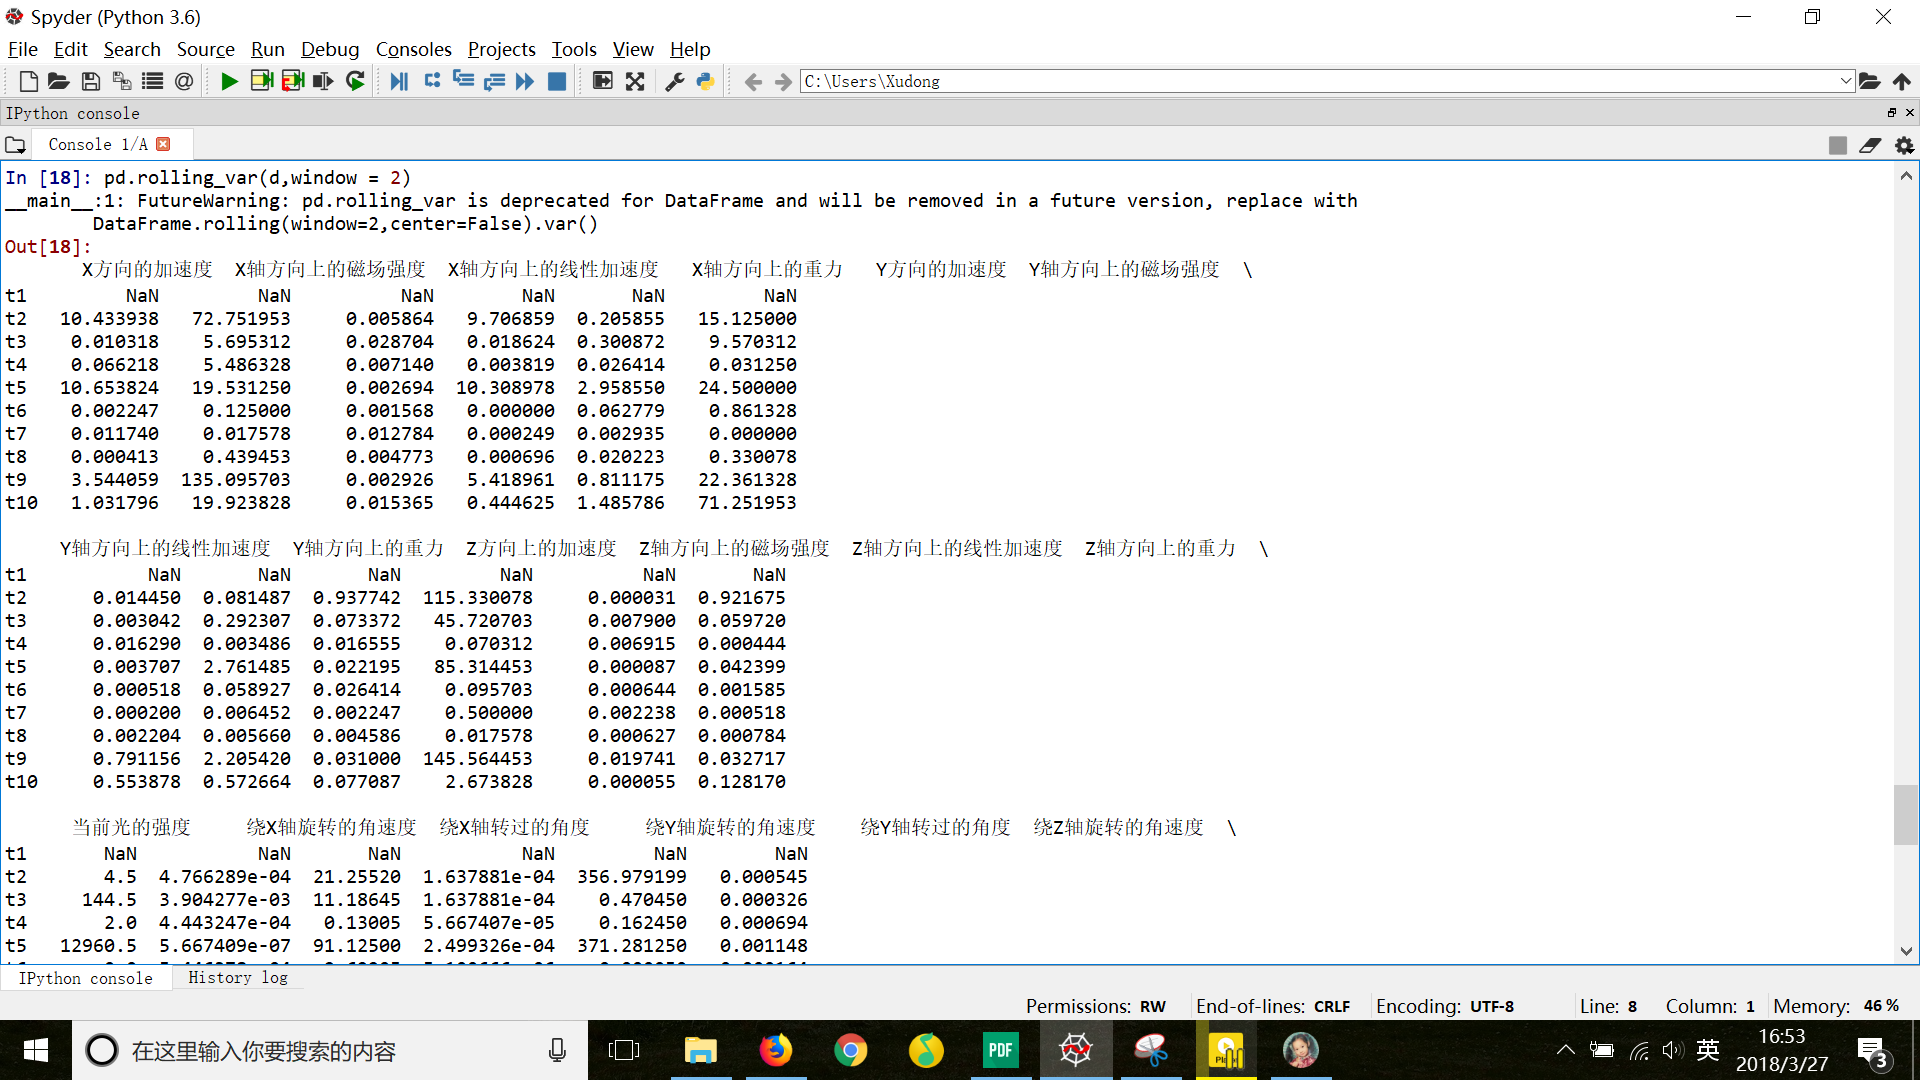 Spyder (Python 3.6)
File Edit Search Source Run Debug Consoles Projects Tools View Help
C:\Users\Xudong
IPython console
Console 1/A
In [18]: pd.rolling_var(d,window = 2)
__main__:1: FutureWarning: pd.rolling_var is deprecated for DataFrame and will be removed in a future version, replace with
DataFrame.rolling(window=2,center=False).var()
Out[18]:
X方向的加速度 X轴方向上的磁场强度 X轴方向上的线性加速度 X轴方向上的重力 Y方向的加速度 Y轴方向上的磁场强度 \
t1 NaN NaN NaN NaN NaN NaN
t2 10.433938 72.751953 0.005864 9.706859 0.205855 15.125000
t3 0.010318 5.695312 0.028704 0.018624 0.300872 9.570312
t4 0.066218 5.486328 0.007140 0.003819 0.026414 0.031250
t5 10.653824 19.531250 0.002694 10.308978 2.958550 24.500000
t6 0.002247 0.125000 0.001568 0.000000 0.062779 0.861328
t7 0.011740 0.017578 0.012784 0.000249 0.002935 0.000000
t8 0.000413 0.439453 0.004773 0.000696 0.020223 0.330078
t9 3.544059 135.095703 0.002926 5.418961 0.811175 22.361328
t10 1.031796 19.923828 0.015365 0.444625 1.485786 71.251953
Y轴方向上的线性加速度 Y轴方向上的重力 Z方向上的加速度 Z轴方向上的磁场强度 Z轴方向上的线性加速度 Z轴方向上的重力 \
t1 NaN NaN NaN NaN NaN NaN
t2 0.014450 0.081487 0.937742 115.330078 0.000031 0.921675
t3 0.003042 0.292307 0.073372 45.720703 0.007900 0.059720
t4 0.016290 0.003486 0.016555 0.070312 0.006915 0.000444
t5 0.003707 2.761485 0.022195 85.314453 0.000087 0.042399
t6 0.000518 0.058927 0.026414 0.095703 0.000644 0.001585
t7 0.000200 0.006452 0.002247 0.500000 0.002238 0.000518
t8 0.002204 0.005660 0.004586 0.017578 0.000627 0.000784
t9 0.791156 2.205420 0.031000 145.564453 0.019741 0.032717
t10 0.553878 0.572664 0.077087 2.673828 0.000055 0.128170
当前光的强度 绕X轴旋转的角速度 绕X轴转过的角度 绕Y轴旋转的角速度 绕Y轴转过的角度 绕Z轴旋转的角速度 \
t1 NaN NaN NaN NaN NaN NaN
t2 4.5 4.766289e-04 21.25520 1.637881e-04 356.979199 0.000545
t3 144.5 3.904277e-03 11.18645 1.637881e-04 0.470450 0.000326
t4 2.0 4.443247e-04 0.13005 5.667407e-05 0.162450 0.000694
t5 12960.5 5.667409e-07 91.12500 2.499326e-04 371.281250 0.001148
IPython console History log
Permissions: RW End-of-lines: CRLF Encoding: UTF-8 Line: 8 Column: 1 Memory: 46 %
在这里输入你要搜索的内容
PDF
英
16:53
2018/3/27
3